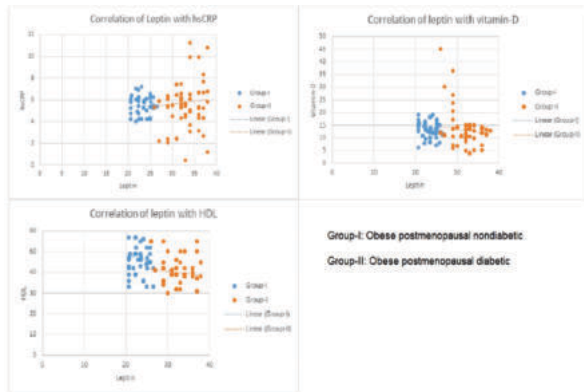 Correlation of Leptin with hsCRP
12
10
8
6
4
2
0
hsCRP
0 5 10 15 20 25 30 35 40
Leptin
Group-I
Group-II
Linear (Group-I)
Linear (Group-II)
Correlation of leptin with vitamin-D
50
45
40
35
30
25
20
15
10
5
0
vitamin-D
0 10 20 30 40
Leptin
Group-I
Group-II
Linear (Group-I)
Linear (Group-II)
Correlation of leptin with HDL
60
50
40
30
20
10
0
HDL
0 10 20 30 40
Leptin
Group-I
Linear (Group-I)
Linear (Group-II)
Group-I: Obese postmenopausal nondiabetic
Group-II: Obese postmenopausal diabetic